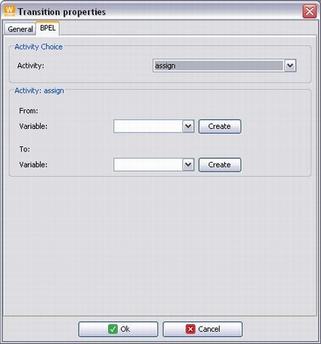 Transition properties
General BPEL
Activity Choice
Activity: assign
Activity: assign
From:
Variable: Create
To:
Variable: Create
Ok Cancel